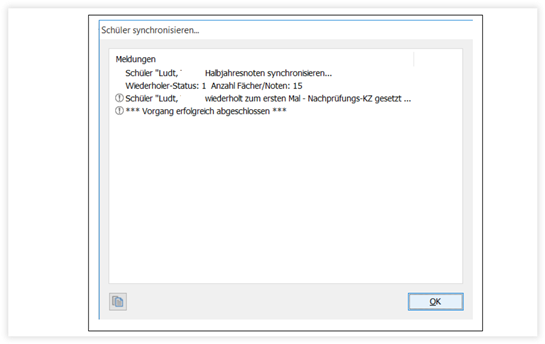 Schüler synchronisieren...
Meldungen
Schüler "Ludt, ' Halbjahresnoten synchronisieren...
Wiederholer-Status: 1 Anzahl Fächer/Noten: 15
Schüler "Ludt, wiederholt zum ersten Mal - Nachprüfungs-KZ gesetzt ...
*** Vorgang erfolgreich abgeschlossen ***
OK